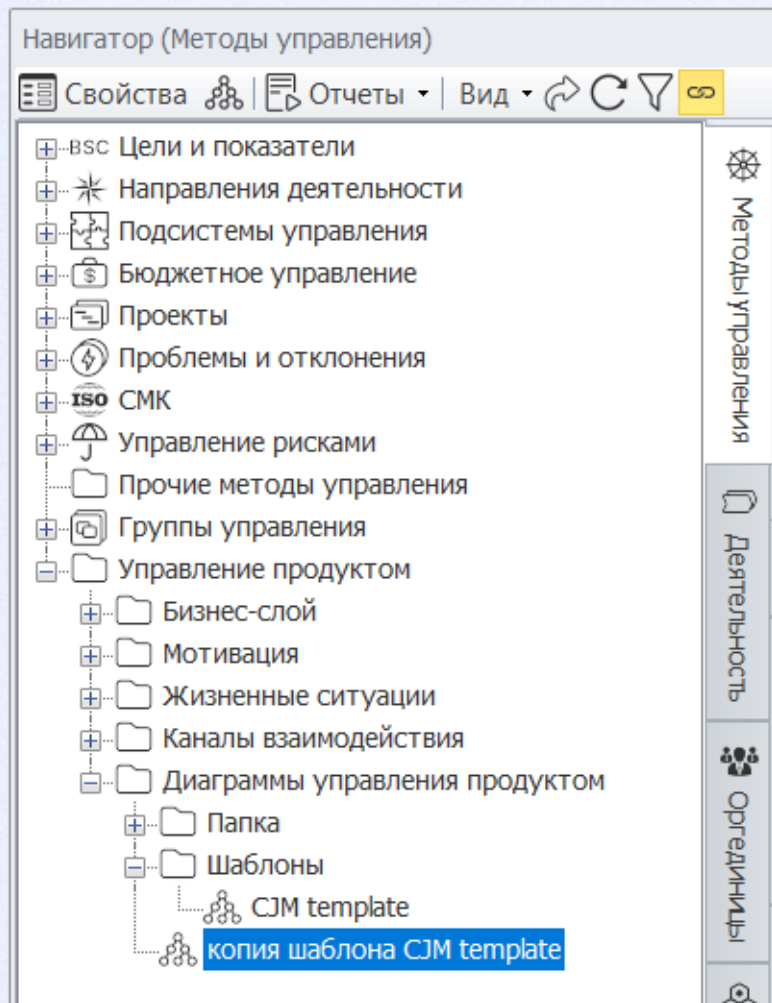 Навигатор (Методы управления)
Свойства Отчеты Вид
BSC Цели и показатели
Направления деятельности
Подсистемы управления
$ Бюджетное управление
Проекты
Проблемы и отклонения
ISO СМК
Управление рисками
Прочие методы управления
Группы управления
Управление продуктом
Бизнес-слой
Мотивация
Жизненные ситуации
Каналы взаимодействия
Диаграммы управления продуктом
Папка
Шаблоны
CJM template
копия шаблона CJM template
Методы управления
Деятельность
Оргединицы